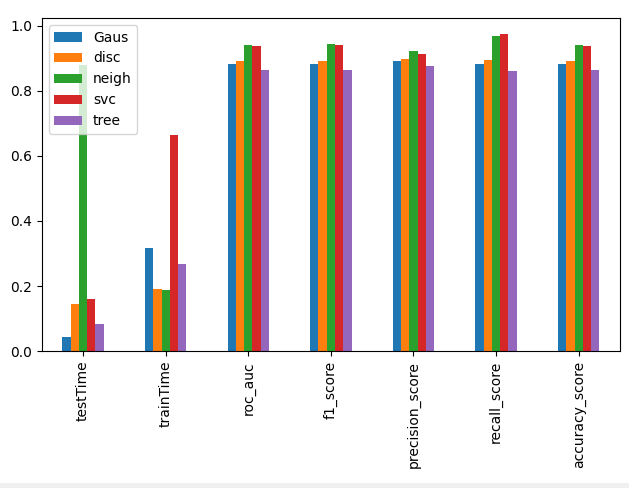 1.0
0.8
0.6
0.4
0.2
0.0
Gaus
disc
neigh
svc
tree
testTime
trainTime
roc_auc
f1_score
precision_score
recall_score
accuracy_score